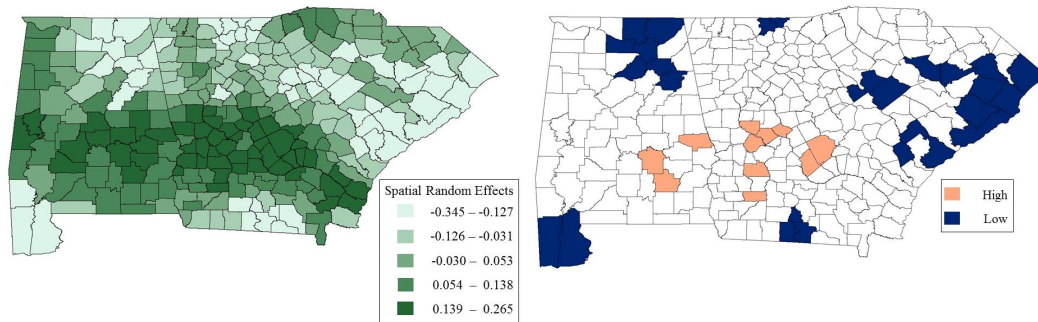 Spatial Random Effects
-0.345 – -0.127
-0.126 – -0.031
-0.030 – 0.053
0.054 – 0.138
0.139 – 0.265
High
Low